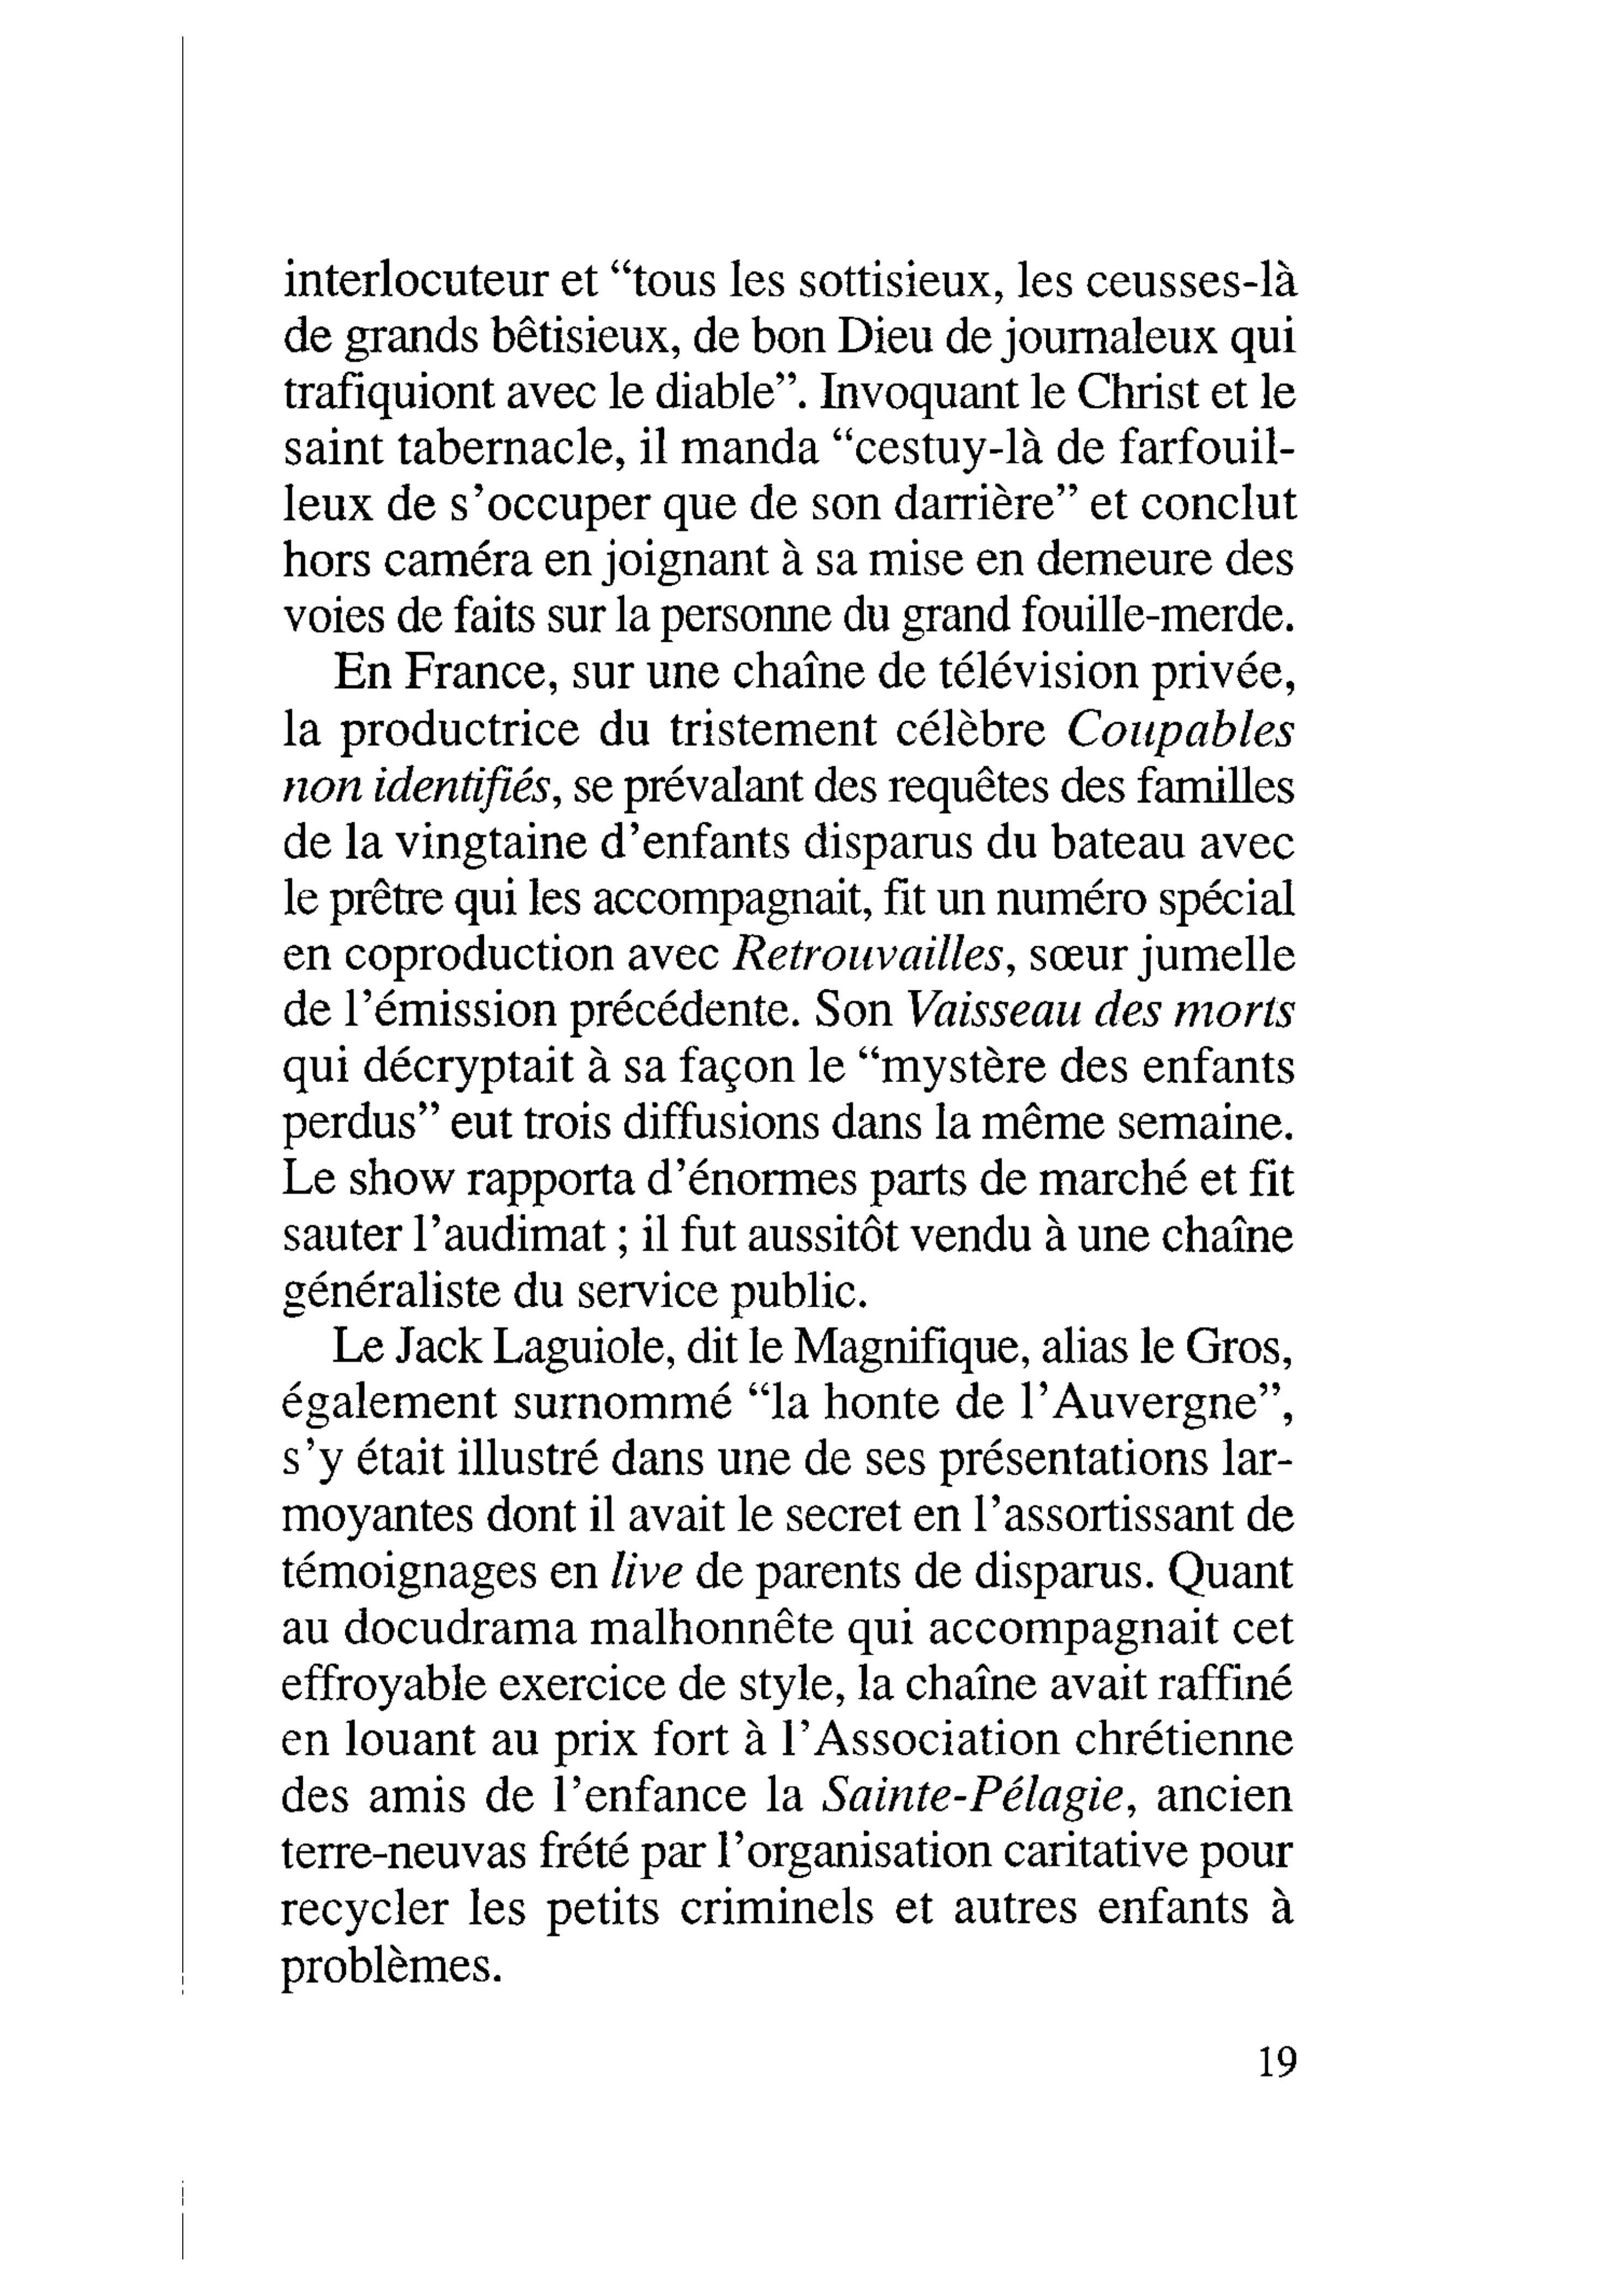 interlocuteur et “tous les sottisieux, les ceusses-là
de grands bêtisieux, de bon Dieu de journaleux qui
trafiquiont avec le diable”. Invoquant le Christ et le
saint tabernacle, il manda “cestuy-là de farfouil-
leux de s’occuper que de son darrière” et conclut
hors caméra en joignant à sa mise en demeure des
voies de faits sur la personne du grand fouille-merde.
En France, sur une chaîne de télévision privée,
la productrice du tristement célèbre Coupables
non identifiés, se prévalant des requêtes des familles
de la vingtaine d’enfants disparus du bateau avec
le prêtre qui les accompagnait, fit un numéro spécial
en coproduction avec Retrouvailles, sœur jumelle
de l’émission précédente. Son Vaisseau des morts
qui décryptait à sa façon le “mystère des enfants
perdus” eut trois diffusions dans la même semaine.
Le show rapporta d’énormes parts de marché et fit
sauter l’audimat ; il fut aussitôt vendu à une chaîne
généraliste du service public.
Le Jack Laguiole, dit le Magnifique, alias le Gros,
également surnommé “la honte de l’Auvergne”,
s’y était illustré dans une de ses présentations lar-
moyantes dont il avait le secret en l’assortissant de
témoignages en live de parents de disparus. Quant
au docudrama malhonnête qui accompagnait cet
effroyable exercice de style, la chaîne avait raffiné
en louant au prix fort à l’Association chrétienne
des amis de l’enfance la Sainte-Pélagie, ancien
terre-neuvas frété par l’organisation caritative pour
recycler les petits criminels et autres enfants à
problèmes.
19